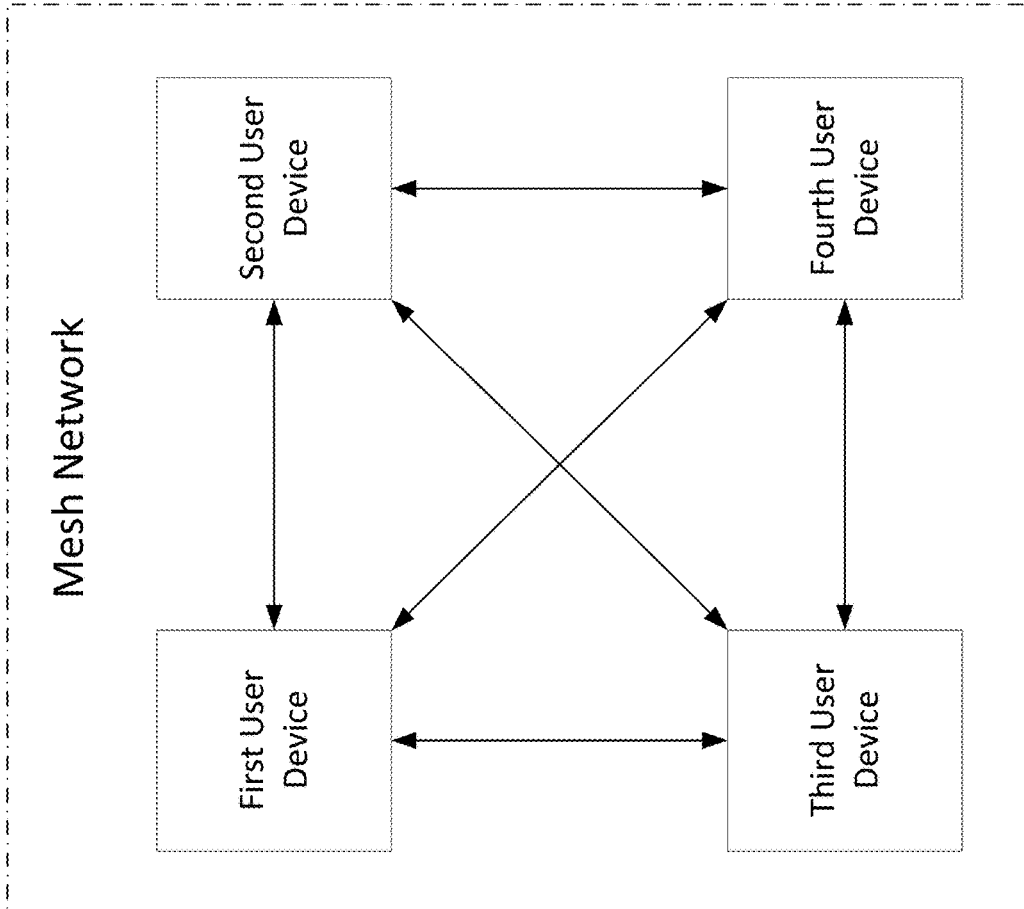 Mesh Network
First User
Device
Second User
Device
Third User
Device
Fourth User
Device